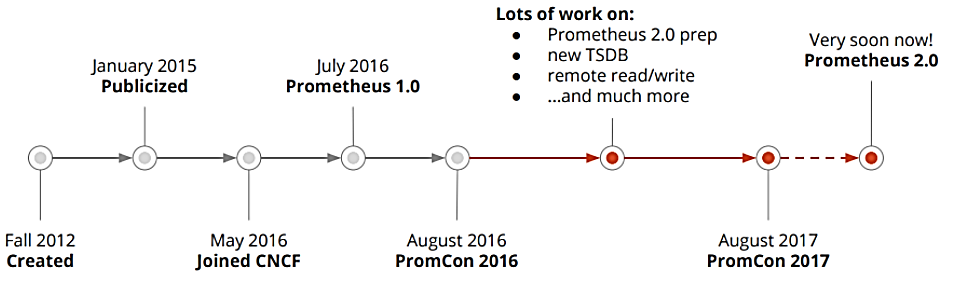 Lots of work on:
● Prometheus 2.0 prep
● new TSDB
● remote read/write
● ...and much more
Very soon now!
Prometheus 2.0
January 2015
Publicized
July 2016
Prometheus 1.0
Fall 2012
Created
May 2016
Joined CNCF
August 2016
PromCon 2016
August 2017
PromCon 2017